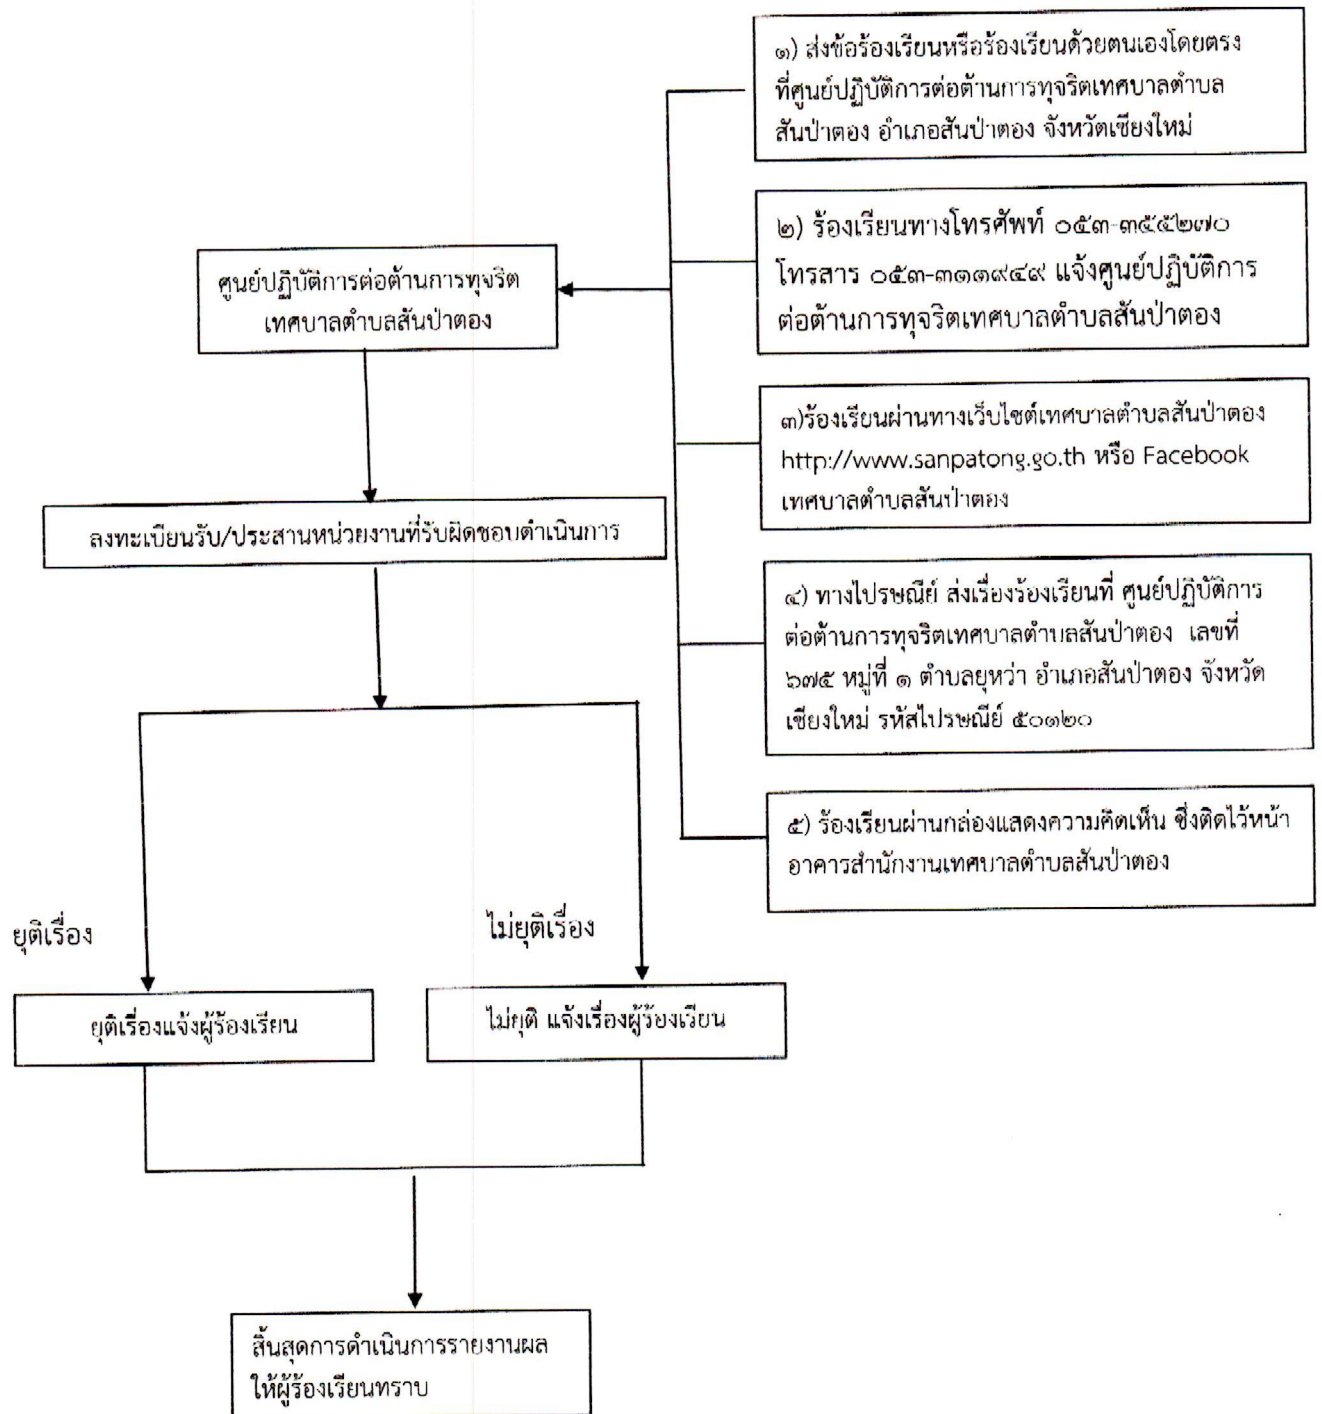 ๑) ส่งข้อร้องเรียนหรือร้องเรียนด้วยตนเองโดยตรง
ที่ศูนย์ปฏิบัติการต่อต้านการทุจริตเทศบาลตำบล
สันป่าตอง อำเภอสันป่าตอง จังหวัดเชียงใหม่
๒) ร้องเรียนทางโทรศัพท์ ๐๕๓-๓๕๕๒๗๐
โทรสาร ๐๕๓-๓๑๑๙๔๙ แจ้งศูนย์ปฏิบัติการ
ต่อต้านการทุจริตเทศบาลตำบลสันป่าตอง
ศูนย์ปฏิบัติการต่อต้านการทุจริต
เทศบาลตำบลสันป่าตอง
๓)ร้องเรียนผ่านทางเว็บไซต์เทศบาลตำบลสันป่าตอง
http://www.sanpatong.go.th หรือ Facebook
เทศบาลตำบลสันป่าตอง
ลงทะเบียนรับ/ประสานหน่วยงานที่รับผิดชอบดำเนินการ
๔) ทางไปรษณีย์ ส่งเรื่องร้องเรียนที่ ศูนย์ปฏิบัติการ
ต่อต้านการทุจริตเทศบาลตำบลสันป่าตอง เลขที่
๖๗๕ หมู่ที่ ๑ ตำบลยุหว่า อำเภอสันป่าตอง จังหวัด
เชียงใหม่ รหัสไปรษณีย์ ๕๐๑๒๐
๕) ร้องเรียนผ่านกล่องแสดงความคิดเห็น ซึ่งติดไว้หน้า
อาคารสำนักงานเทศบาลตำบลสันป่าตอง
ยุติเรื่อง
ไม่ยุติเรื่อง
ยุติเรื่องแจ้งผู้ร้องเรียน
ไม่ยุติ แจ้งเรื่องผู้ร้องเรียน
สิ้นสุดการดำเนินการรายงานผล
ให้ผู้ร้องเรียนทราบ